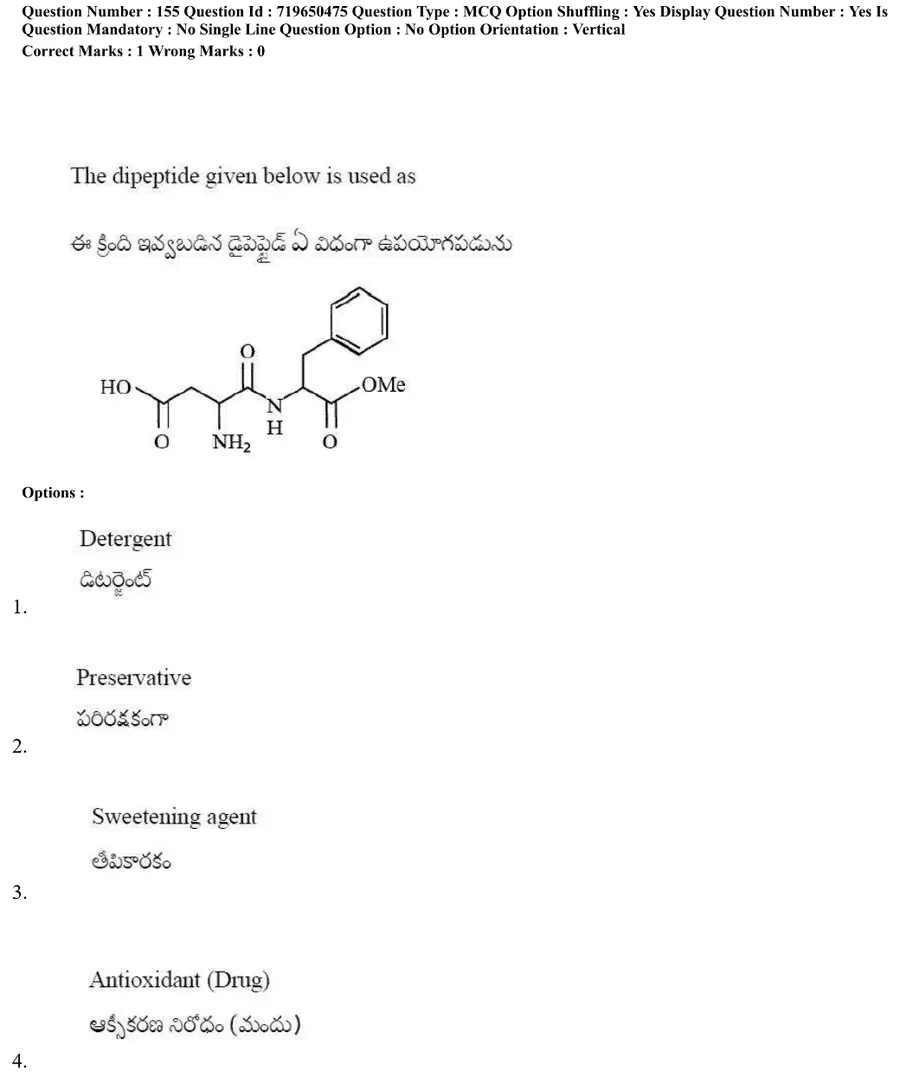 Question Number : 155 Question Id : 719650475 Question Type : MCQ Option Shuffling : Yes Display Question Number : Yes Is
Question Mandatory : No Single Line Question Option : No Option Orientation : Vertical
Correct Marks : 1 Wrong Marks : 0
The dipeptide given below is used as
ఈ క్రింది ఇవ్వబడిన డైపెప్టైడ్ ఏ విధంగా ఉపయోగపడును
O
HO
OMe
N
H
O
NH2
O
Options :
Detergent
డిటర్జెంట్
1.
Preservative
పరిరక్షకంగా
2.
Sweetening agent
తీపికారకం
3.
Antioxidant (Drug)
ఆక్సీకరణ నిరోధం (మందు)
4.